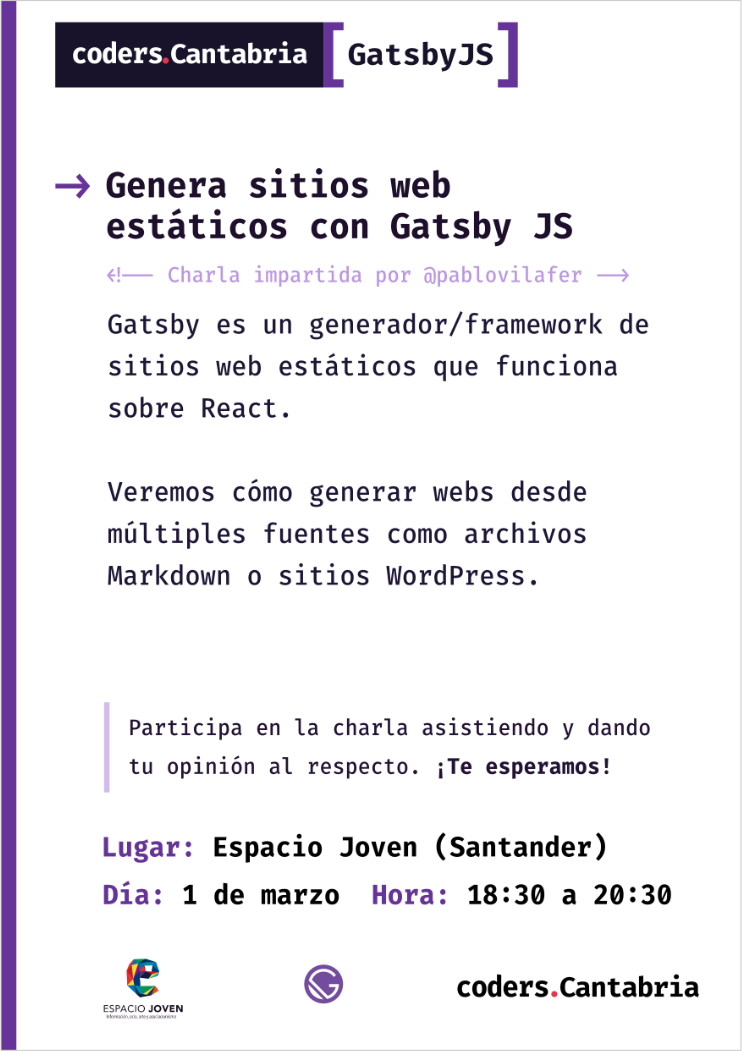 coders.Cantabria [GatsbyJS]
→ Genera sitios web
estáticos con Gatsby JS
<!-- Charla impartida por @pablovilafer -->
Gatsby es un generador/framework de
sitios web estáticos que funciona
sobre React.
Veremos cómo generar webs desde
múltiples fuentes como archivos
Markdown o sitios WordPress.
Participa en la charla asistiendo y dando
tu opinión al respecto. ¡Te esperamos!
Lugar: Espacio Joven (Santander)
Día: 1 de marzo Hora: 18:30 a 20:30
ESPACIO JOVEN
coders.Cantabria